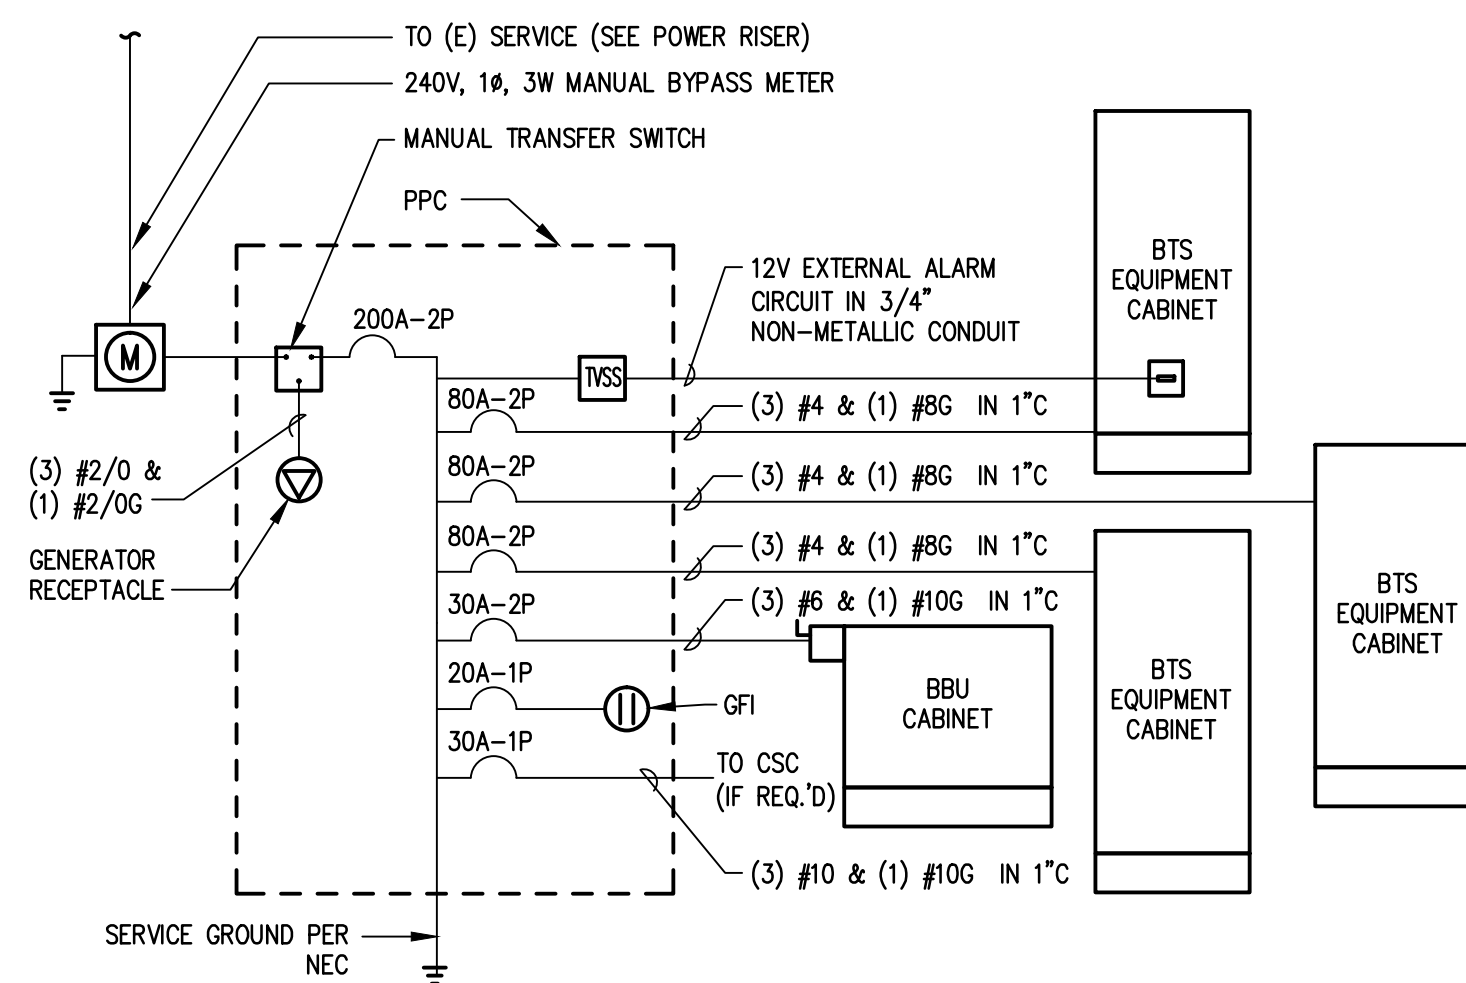 TO (E) SERVICE (SEE POWER RISER)
240V, 1ø, 3W MANUAL BYPASS METER
MANUAL TRANSFER SWITCH
PPC
12V EXTERNAL ALARM
CIRCUIT IN 3/4"
NON-METALLIC CONDUIT
BTS
EQUIPMENT
CABINET
200A-2P
M
TVSS
80A-2P
(3) #4 & (1) #8G IN 1"C
80A-2P
(3) #4 & (1) #8G IN 1"C
(3) #2/0 &
(1) #2/0G
80A-2P
(3) #4 & (1) #8G IN 1"C
GENERATOR
RECEPTACLE
BTS
EQUIPMENT
CABINET
30A-2P
(3) #6 & (1) #10G IN 1"C
20A-1P
GFI
BBU
CABINET
BTS
EQUIPMENT
CABINET
30A-1P
TO CSC
(IF REQ.'D)
(3) #10 & (1) #10G IN 1"C
SERVICE GROUND PER
NEC